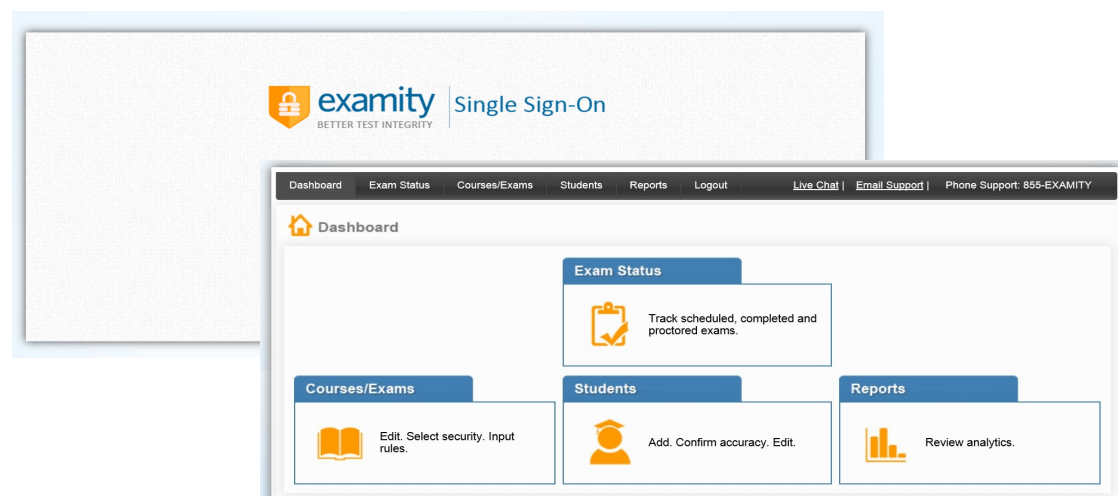 examity Single Sign-On
BETTER TEST INTEGRITY
Dashboard Exam Status Courses/Exams Students Reports Logout Live Chat | Email Support | Phone Support: 855-EXAMITY
Dashboard
Exam Status
Track scheduled, completed and
proctored exams.
Courses/Exams
Edit. Select security. Input
rules.
Students
Add. Confirm accuracy. Edit.
Reports
Review analytics.